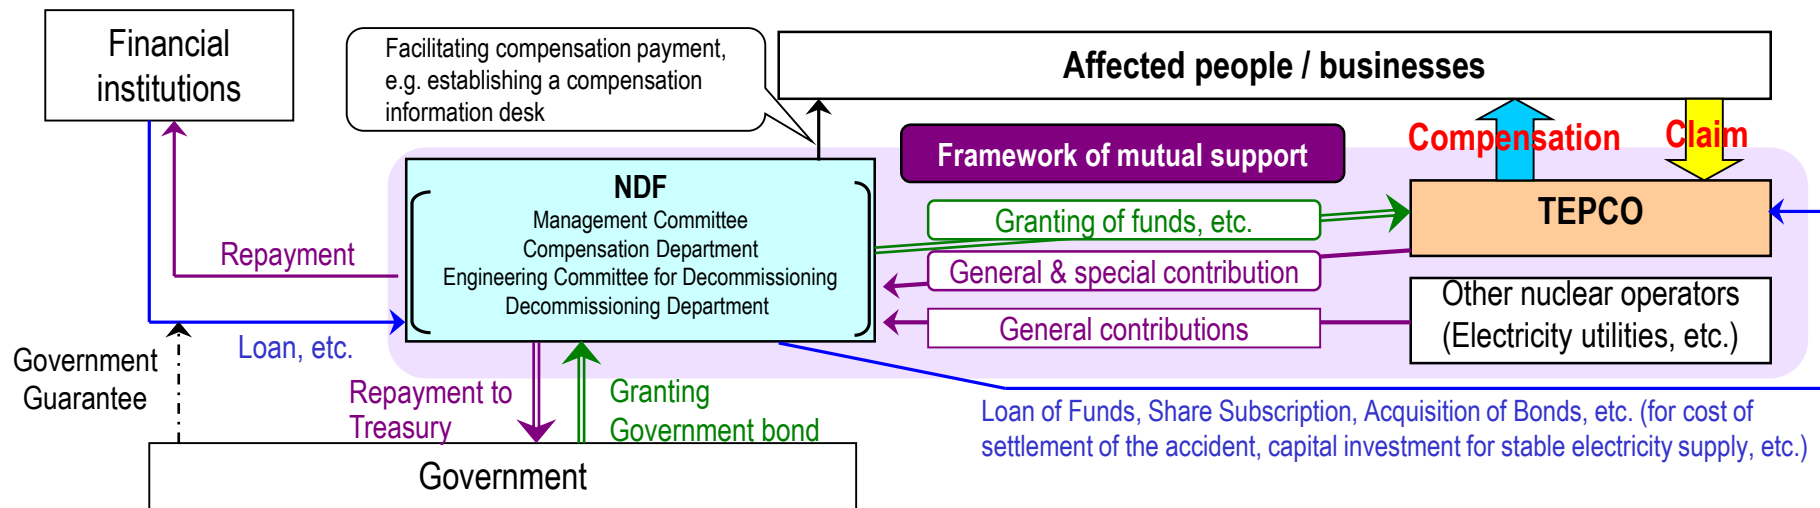 Financial
institutions
Facilitating compensation payment,
e.g. establishing a compensation
information desk
Affected people / businesses
Framework of mutual support
Compensation
Claim
NDF
Management Committee
Compensation Department
Engineering Committee for Decommissioning
Decommissioning Department
Granting of funds, etc.
TEPCO
General & special contribution
General contributions
Other nuclear operators
(Electricity utilities, etc.)
Repayment
Loan, etc.
Government
Guarantee
Repayment to
Treasury
Granting
Government bond
Loan of Funds, Share Subscription, Acquisition of Bonds, etc. (for cost of
settlement of the accident, capital investment for stable electricity supply, etc.)
Government